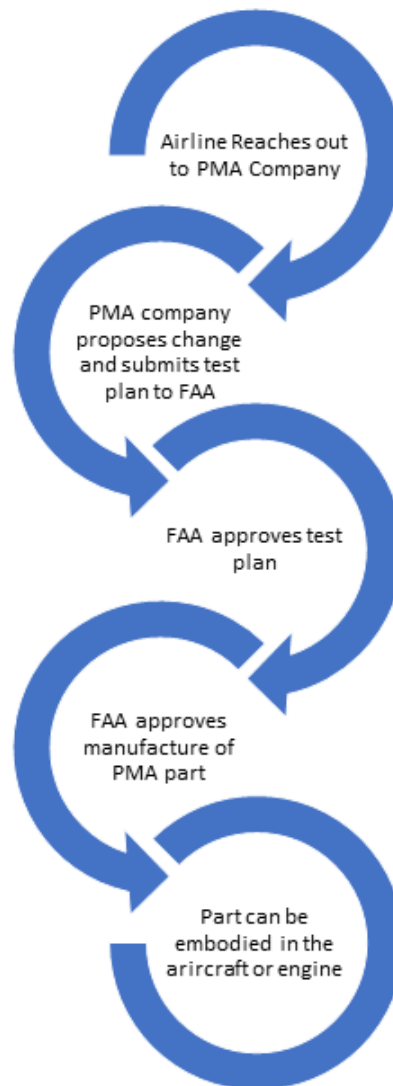 Airline Reaches out
to PMA Company
PMA company
proposes change
and submits test
plan to FAA
FAA approves test
plan
FAA approves
manufacture of
PMA part
Part can be
embodied in the
arircraft or engine